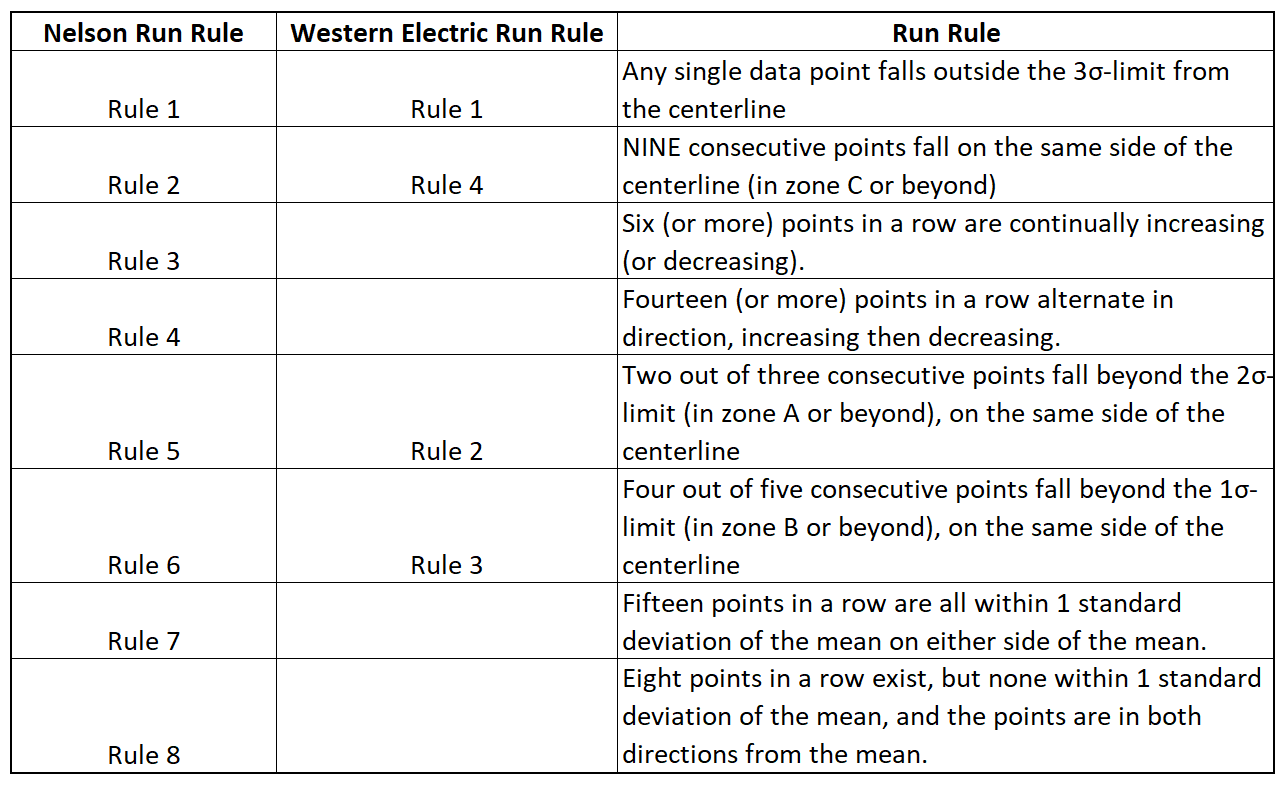 Nelson Run Rule Western Electric Run Rule Run Rule
Any single data point falls outside the 3σ-limit from
Rule 1 Rule 1 the centerline
NINE consecutive points fall on the same side of the
Rule 2 Rule 4 centerline (in zone C or beyond)
Six (or more) points in a row are continually increasing
Rule 3 (or decreasing).
Fourteen (or more) points in a row alternate in
Rule 4 direction, increasing then decreasing.
Two out of three consecutive points fall beyond the 2σ-
limit (in zone A or beyond), on the same side of the
Rule 5 Rule 2 centerline
Four out of five consecutive points fall beyond the 1σ-
limit (in zone B or beyond), on the same side of the
Rule 6 Rule 3 centerline
Fifteen points in a row are all within 1 standard
Rule 7 deviation of the mean on either side of the mean.
Eight points in a row exist, but none within 1 standard
deviation of the mean, and the points are in both
Rule 8 directions from the mean.